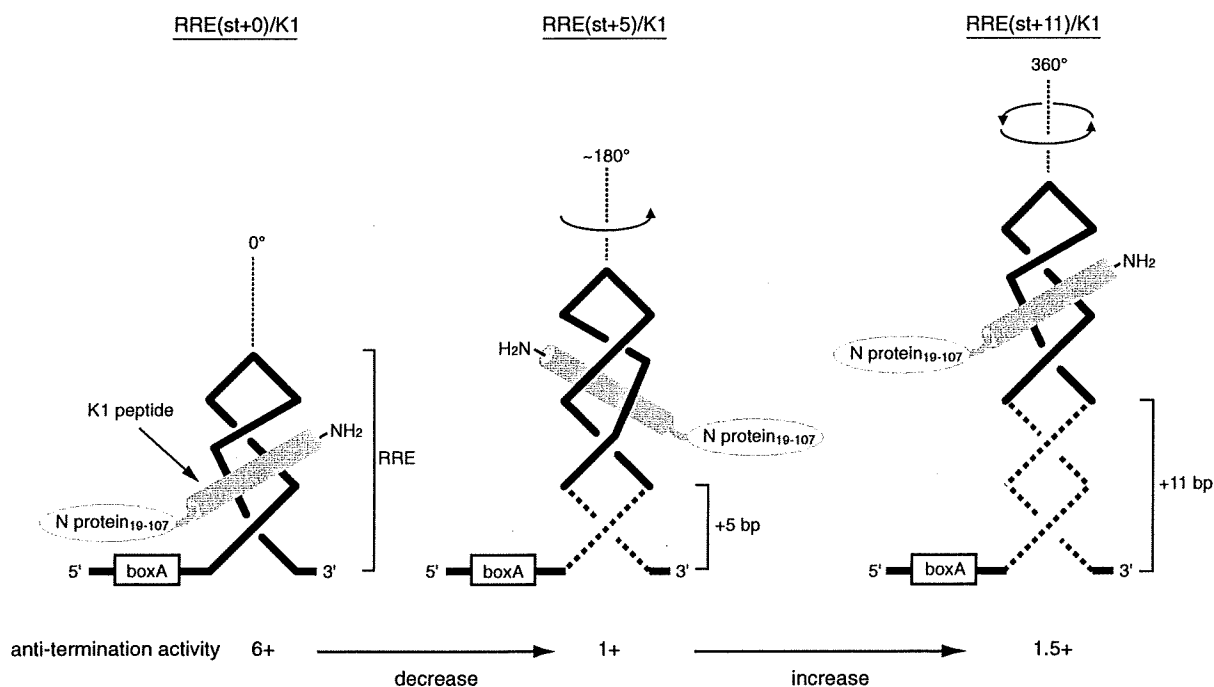 RRE(st+0)/K1
RRE(st+5)/K1
RRE(st+11)/K1
360°
~180°
0°
K1 peptide
NH₂
RRE
N protein₁₉₋₁₀₇
5' boxA 3'
H₂N
N protein₁₉₋₁₀₇
+5 bp
5' boxA 3'
NH₂
N protein₁₉₋₁₀₇
+11 bp
5' boxA 3'
anti-termination activity 6+ 1+ 1.5+
decrease increase